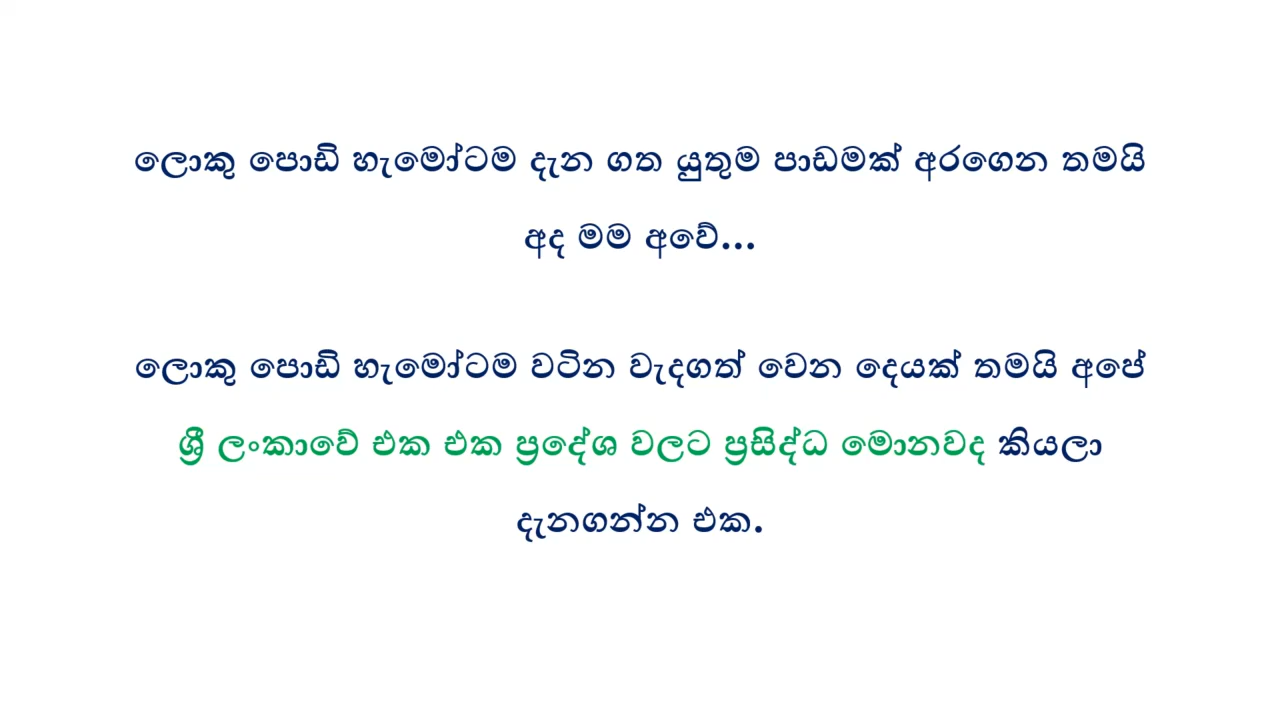 ලොකු පොඩි හැමෝටම දැන ගත යුතුම පාඩමක් අරගෙන තමයි
අද මම අවේ...
ලොකු පොඩි හැමෝටම වටින වැදගත් වෙන දෙයක් තමයි අපේ
ශ්‍රී ලංකාවේ එක එක ප්‍රදේශ වලට ප්‍රසිද්ධ මොනවද කියලා
දැනගන්න එක.